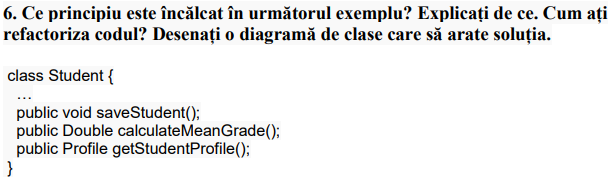 6. Ce principiu este încălcat în următorul exemplu? Explicați de ce. Cum ați
refactoriza codul? Desenați o diagramă de clase care să arate soluția.
class Student {
…
public void saveStudent();
public Double calculateMeanGrade();
public Profile getStudentProfile();
}